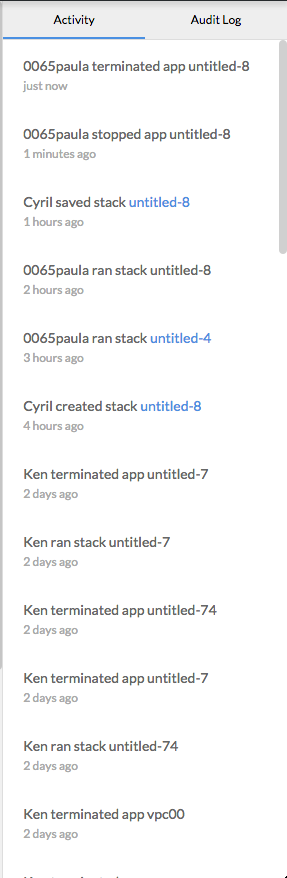 Activity
Audit Log
0065paula terminated app untitled-8
just now
0065paula stopped app untitled-8
1 minutes ago
Cyril saved stack untitled-8
1 hours ago
0065paula ran stack untitled-8
2 hours ago
0065paula ran stack untitled-4
3 hours ago
Cyril created stack untitled-8
4 hours ago
Ken terminated app untitled-7
2 days ago
Ken ran stack untitled-7
2 days ago
Ken terminated app untitled-74
2 days ago
Ken terminated app untitled-7
2 days ago
Ken ran stack untitled-74
2 days ago
Ken terminated app vpc00
2 days ago